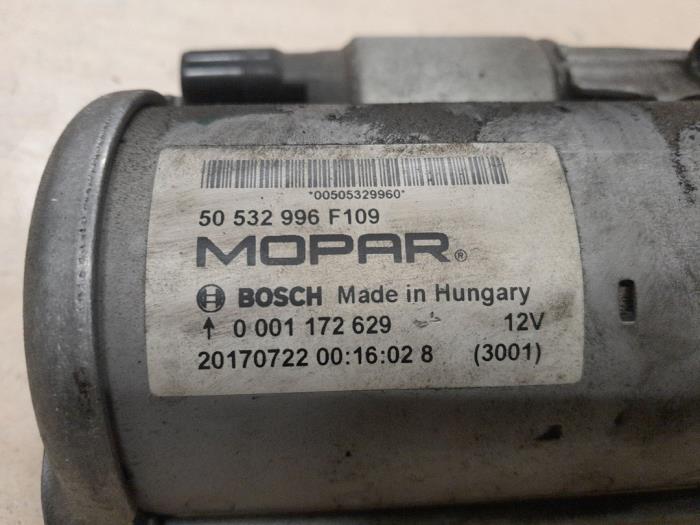 *00505329960*
50 532 996 F109
MOPAR®
BOSCH Made in Hungary
↑ 0 001 172 629 12V
20170722 00:16:02 8 (3001)